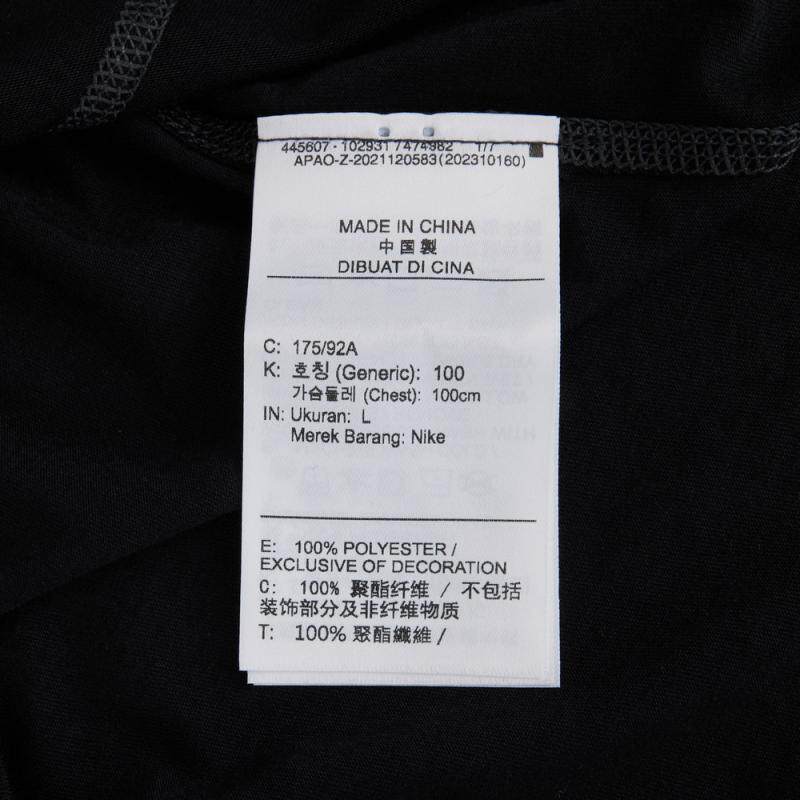 445607 - 102931 7474982 1/7
APAO-Z-2021120583(202310160)
MADE IN CHINA
中国製
DIBUAT DI CINA
C: 175/92A
K: 호칭 (Generic): 100
가슴둘레 (Chest): 100cm
IN: Ukuran: L
Merek Barang: Nike
E: 100% POLYESTER /
EXCLUSIVE OF DECORATION
C: 100% 聚酯纤维 / 不包括
装饰部分及非纤维物质
T: 100% 聚酯纖維 /